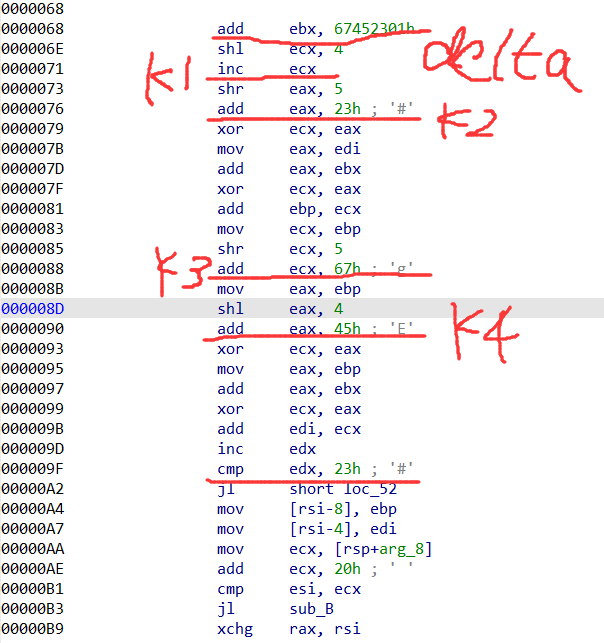 0000068
0000068 add ebx, 67452301h delta
000006E shl ecx, 4
0000071 k1 inc ecx
0000073 shr eax, 5
0000076 add eax, 23h ; '#' k2
0000079 xor ecx, eax
000007B mov eax, edi
000007D add eax, ebx
000007F xor ecx, eax
0000081 add ebp, ecx
0000083 mov ecx, ebp
0000085 shr ecx, 5
0000088 k3 add ecx, 67h ; 'g'
000008B mov eax, ebp
000008D shl eax, 4
0000090 add eax, 45h ; 'E' k4
0000093 xor ecx, eax
0000095 mov eax, ebp
0000097 add eax, ebx
0000099 xor ecx, eax
000009B add edi, ecx
000009D inc edx
000009F cmp edx, 23h ; '#'
00000A2 jl short loc_52
00000A4 mov [rsi-8], ebp
00000A7 mov [rsi-4], edi
00000AA mov ecx, [rsp+arg_8]
00000AE add ecx, 20h ; ' '
00000B1 cmp esi, ecx
00000B3 jl sub_B
00000B9 xchg rax, rsi